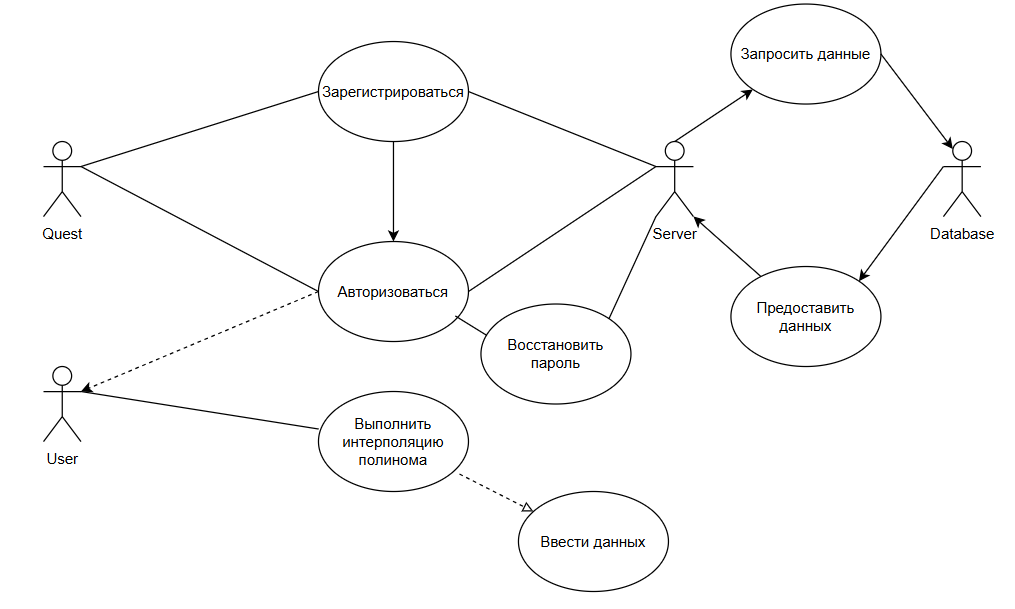 Запросить данные
Зарегистрироваться
Quest
Server
Database
Авторизоваться
Предоставить
данных
Восстановить
пароль
User
Выполнить
интерполяцию
полинома
Ввести данных